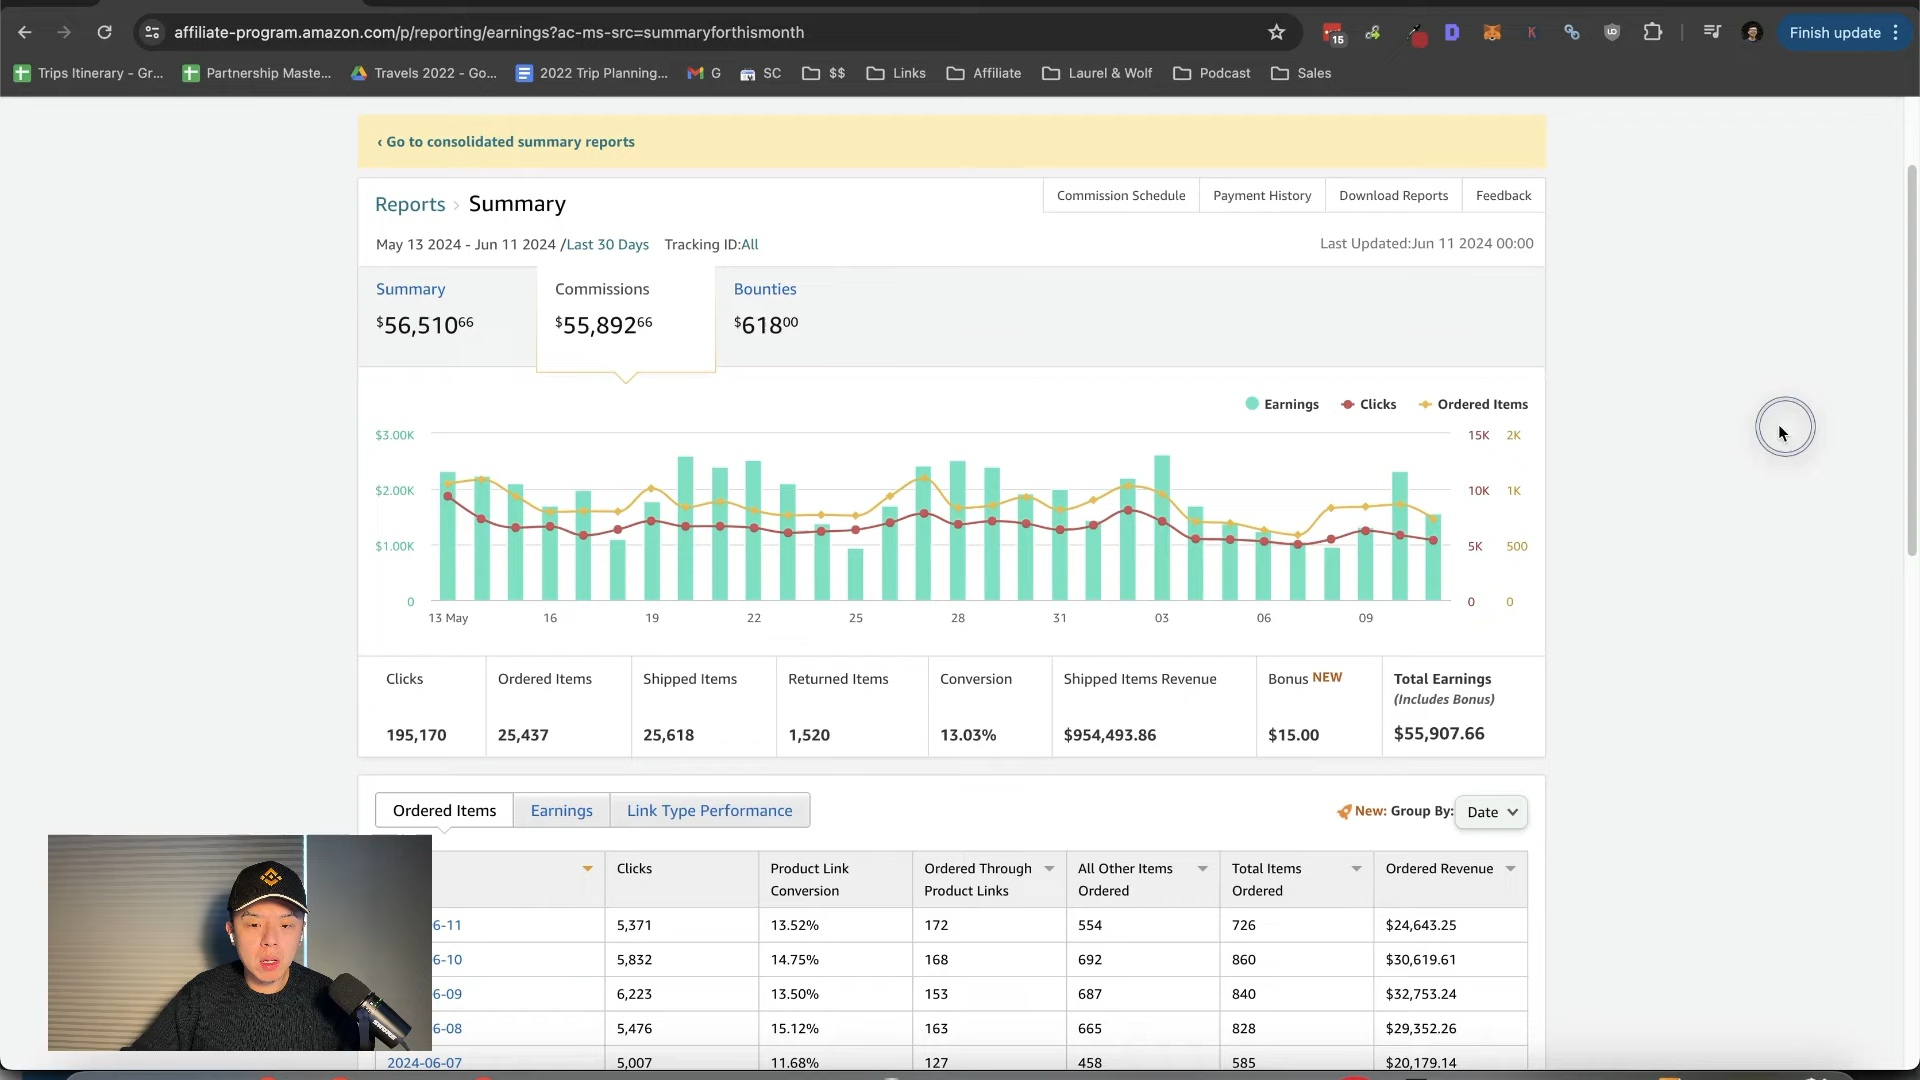 affiliate-program.amazon.com/p/reporting/earnings?ac-ms-src=summaryforthismonth
15
K
Finish update
Trips Itinerary - Gr...
Partnership Maste...
Travels 2022 - Go...
2022 Trip Planning...
G
SC
$$
Links
Affiliate
Laurel & Wolf
Podcast
Sales
‹ Go to consolidated summary reports
Reports › Summary
Commission Schedule
Payment History
Download Reports
Feedback
May 13 2024 - Jun 11 2024 /Last 30 Days Tracking ID:All
Last Updated:Jun 11 2024 00:00
Summary
$56,510.66
Commissions
$55,892.66
Bounties
$618.00
Earnings Clicks Ordered Items
$3.00K 15K 2K
$2.00K 10K 1K
$1.00K 5K 500
0 0 0
13 May 16 19 22 25 28 31 03 06 09
Clicks Ordered Items Shipped Items Returned Items Conversion Shipped Items Revenue Bonus NEW Total Earnings
(Includes Bonus)
195,170 25,437 25,618 1,520 13.03% $954,493.86 $15.00 $55,907.66
Ordered Items Earnings Link Type Performance
New: Group By: Date
Clicks
Product Link
Conversion
Ordered Through
Product Links
All Other Items
Ordered
Total Items
Ordered
Ordered Revenue
6-11 5,371 13.52% 172 554 726 $24,643.25
6-10 5,832 14.75% 168 692 860 $30,619.61
6-09 6,223 13.50% 153 687 840 $32,753.24
6-08 5,476 15.12% 163 665 828 $29,352.26
2024-06-07 5,007 11.68% 127 458 585 $20,179.14